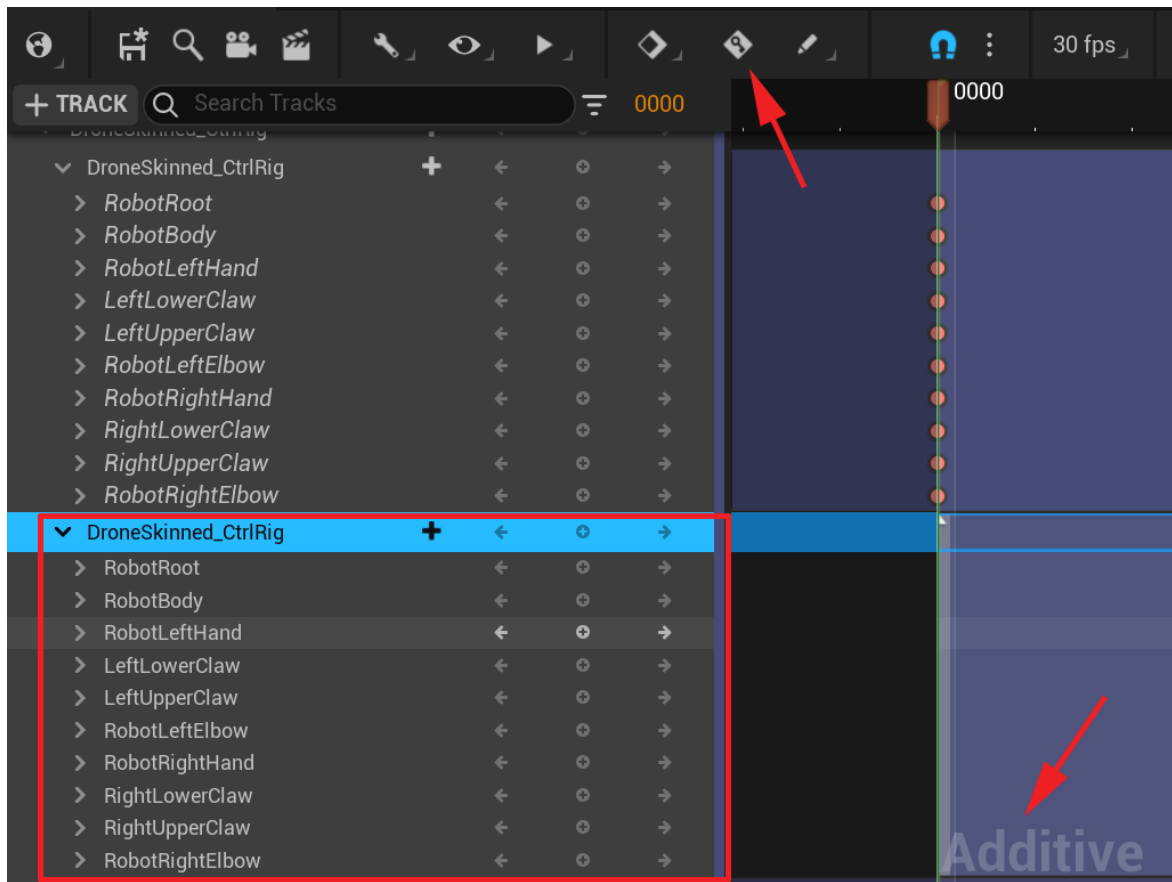 30 fps
+ TRACK Search Tracks 0000 0000
DroneSkinned_CtrlRig
DroneSkinned_CtrlRig
RobotRoot
RobotBody
RobotLeftHand
LeftLowerClaw
LeftUpperClaw
RobotLeftElbow
RobotRightHand
RightLowerClaw
RightUpperClaw
RobotRightElbow
DroneSkinned_CtrlRig
RobotRoot
RobotBody
RobotLeftHand
LeftLowerClaw
LeftUpperClaw
RobotLeftElbow
RobotRightHand
RightLowerClaw
RightUpperClaw
RobotRightElbow
Additive